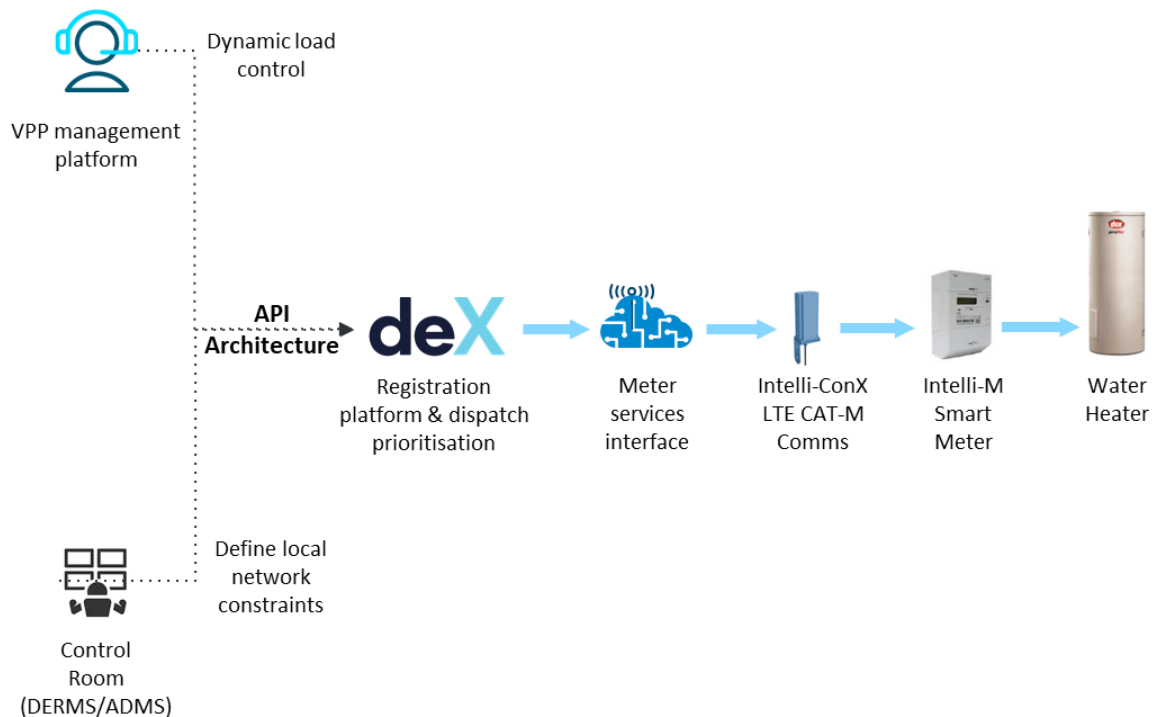 Dynamic load
control
VPP management
platform
API
Architecture
deX
Registration
platform & dispatch
prioritisation
Meter
services
interface
Intelli-ConX
LTE CAT-M
Comms
Intelli-M
Smart
Meter
dux
Water
Heater
Define local
network
constraints
Control
Room
(DERMS/ADMS)